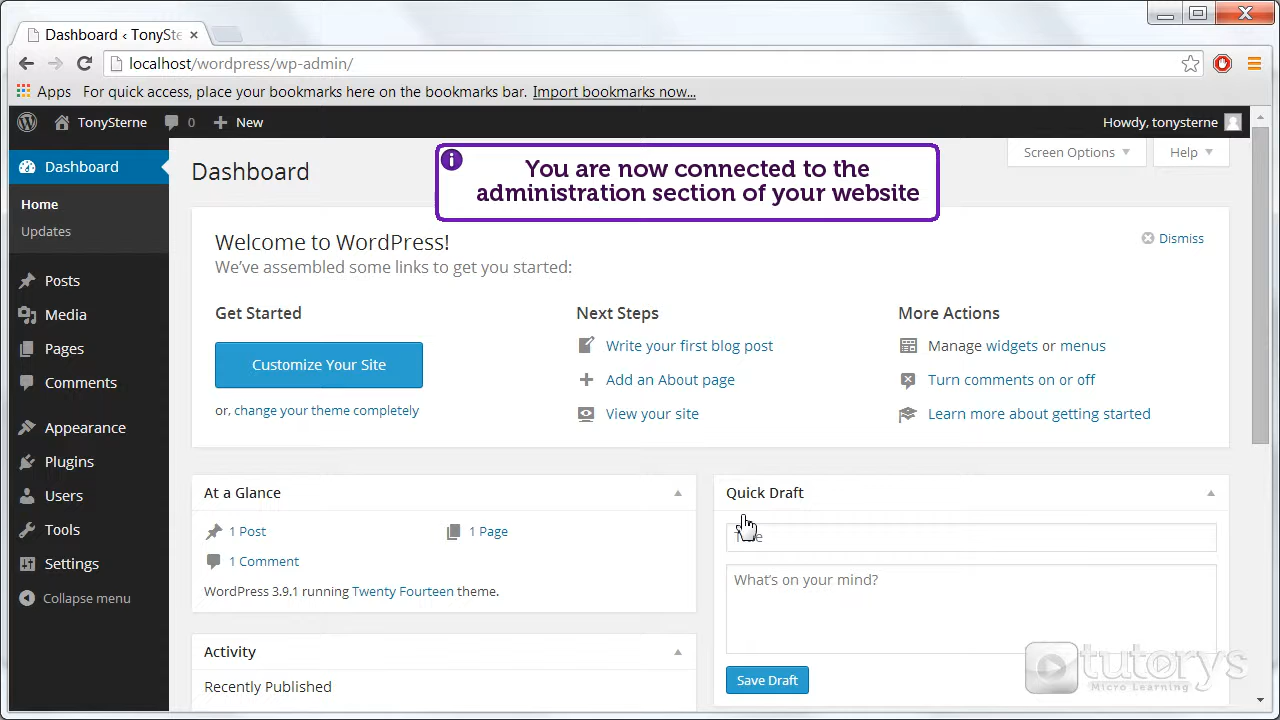 Dashboard ‹ TonySte
localhost/wordpress/wp-admin/
Apps For quick access, place your bookmarks here on the bookmarks bar. Import bookmarks now...
TonySterne 0 New Howdy, tonysterne
Screen Options Help
Dashboard
Home
Updates
Posts
Media
Pages
Comments
Appearance
Plugins
Users
Tools
Settings
Collapse menu
Dashboard
You are now connected to the
administration section of your website
Welcome to WordPress!
Dismiss
We've assembled some links to get you started:
Get Started
Customize Your Site
or, change your theme completely
Next Steps
Write your first blog post
Add an About page
View your site
More Actions
Manage widgets or menus
Turn comments on or off
Learn more about getting started
At a Glance
1 Post 1 Page
1 Comment
WordPress 3.9.1 running Twenty Fourteen theme.
Activity
Recently Published
Quick Draft
What's on your mind?
Save Draft
tutorys
Micro Learning